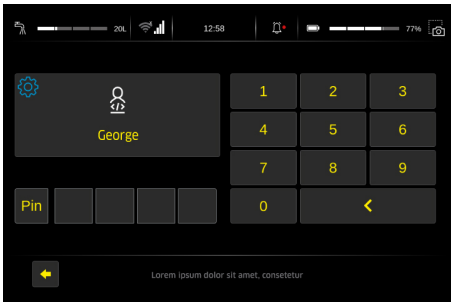 20L 12:58 77%
</>
George
1 2 3
4 5 6
7 8 9
Pin 0
Lorem ipsum dolor sit amet, consetetur